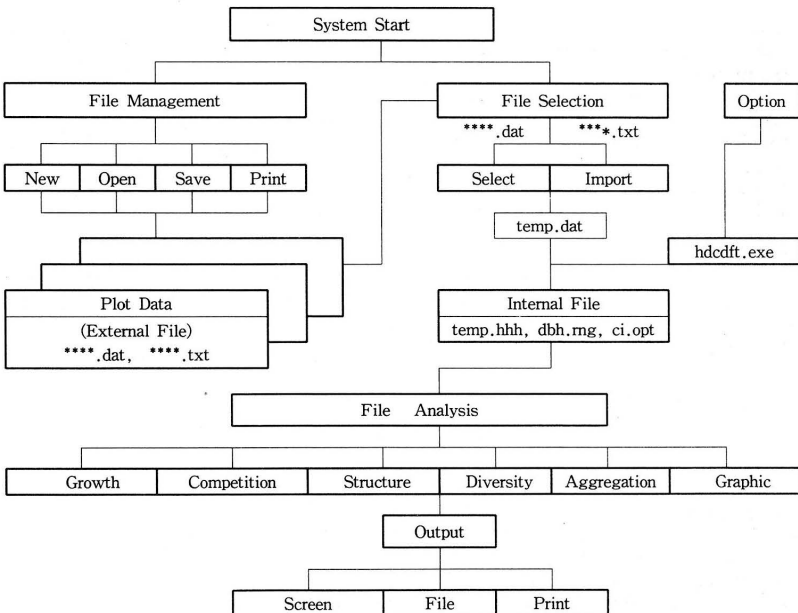 System Start
File Management
File Selection
Option
****.dat
****.txt
New
Open
Save
Print
Select
Import
temp.dat
hdcdft.exe
Plot Data
(External File)
****.dat, ****.txt
Internal File
temp.hhh, dbh.rng, ci.opt
File Analysis
Growth
Competition
Structure
Diversity
Aggregation
Graphic
Output
Screen
File
Print